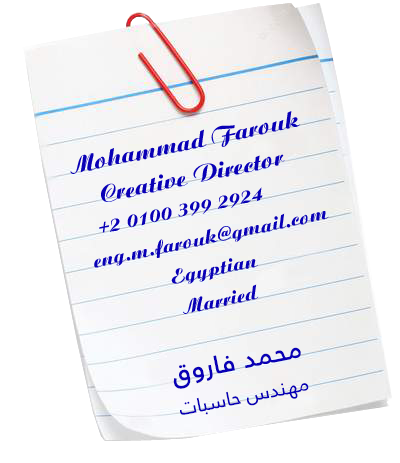 Mohammad Farouk
Creative Director
+2 0100 399 2924
eng.m.farouk@gmail.com
Egyptian
Married
محمد فاروق
مهندس حاسبات